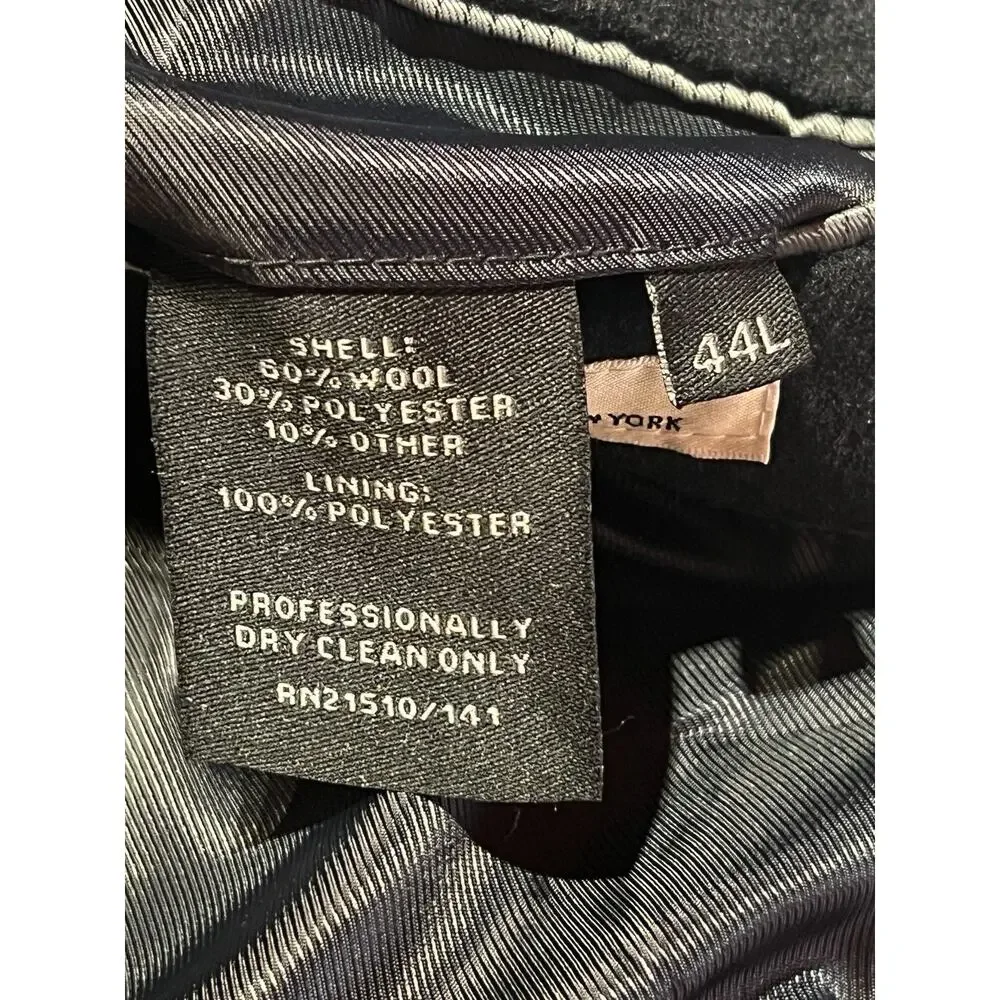 SHELL:
60% WOOL
30% POLYESTER
10% OTHER
LINING:
100% POLYESTER
PROFESSIONALLY
DRY CLEAN ONLY
RN21510/141
44L
YORK